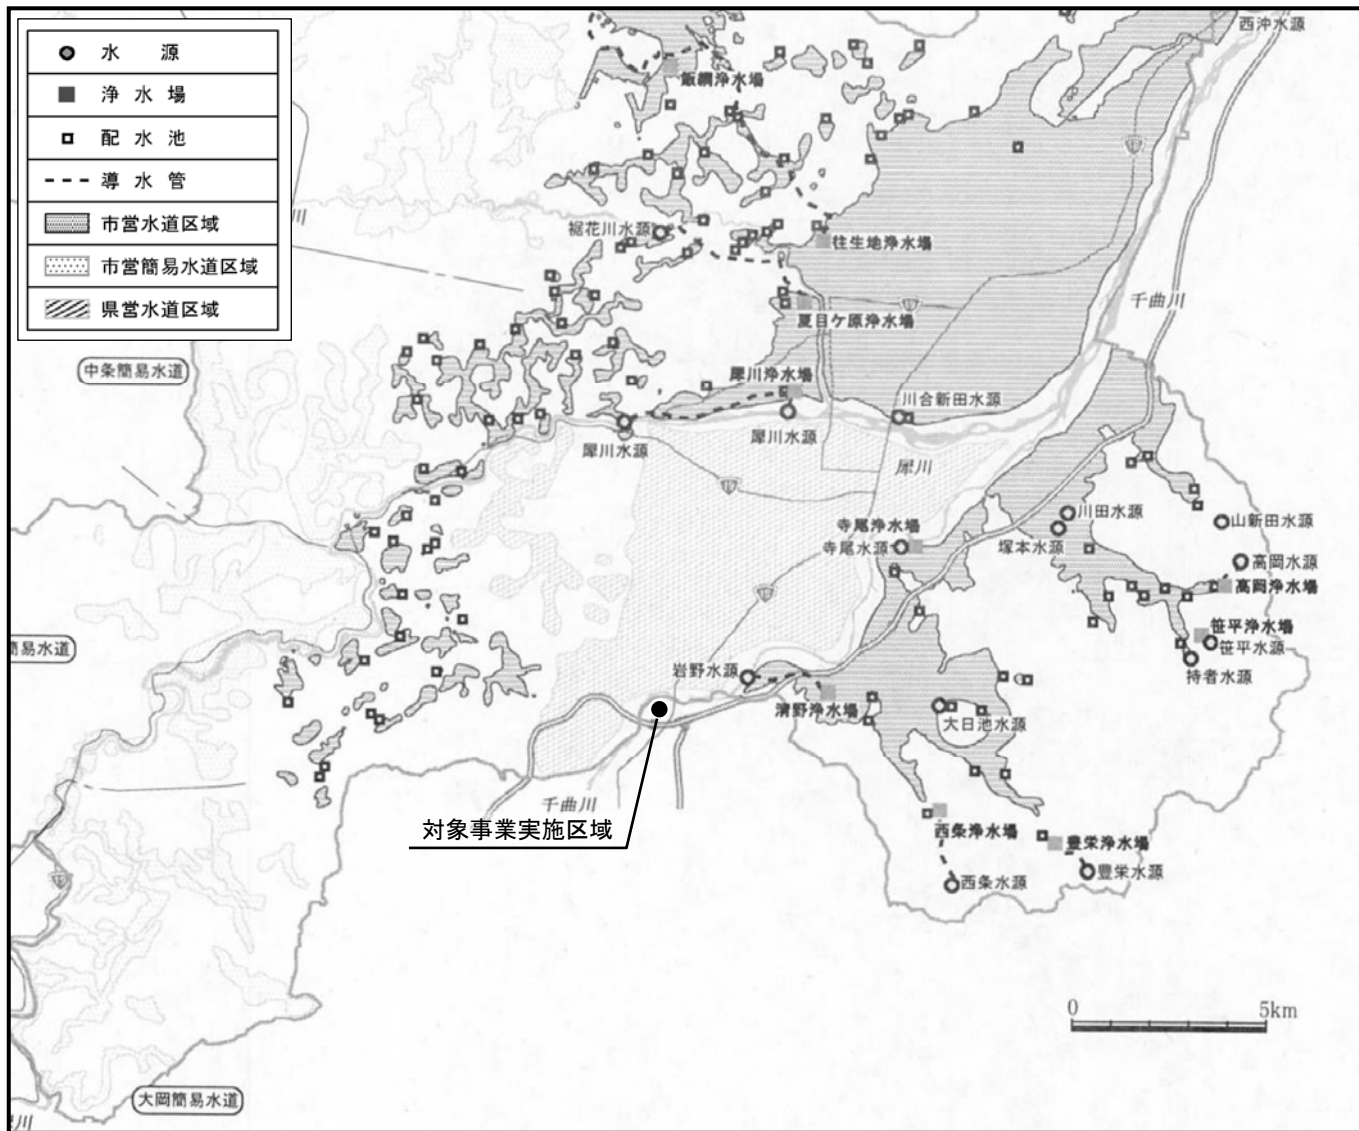 水 源
浄 水 場
配 水 池
導 水 管
市営水道区域
市営簡易水道区域
県営水道区域
西沖水源
飯綱浄水場
川
裾花川水源
往生地浄水場
千曲川
夏目ケ原浄水場
中条簡易水道
犀川浄水場
川合新田水源
犀川水源
犀川水源
犀川
川田水源
山新田水源
寺尾浄水場
寺尾水源
塚本水源
高岡水源
高岡浄水場
笹平浄水場
笹平水源
簡易水道
岩野水源
持者水源
清野浄水場
大日池水源
千曲川
対象事業実施区域
西条浄水場
豊栄浄水場
西条水源
豊栄水源
0 5km
大岡簡易水道
川